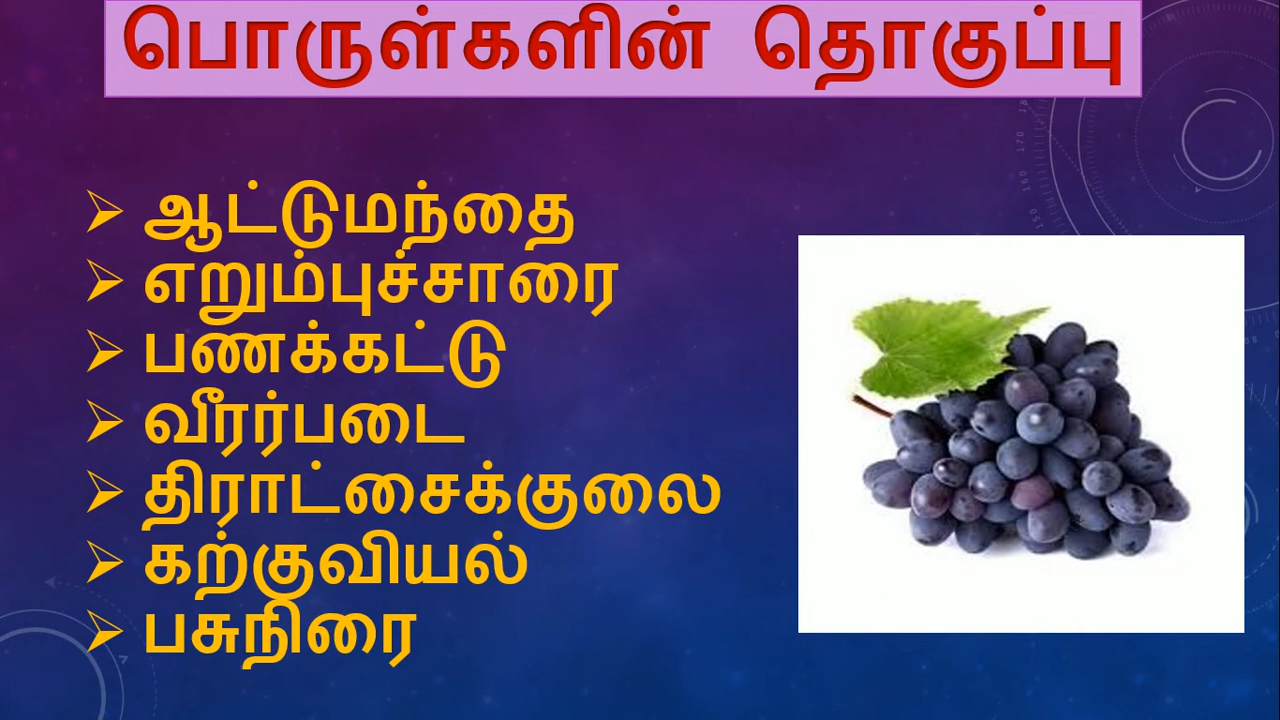 பொருள்களின் தொகுப்பு
ஆட்டுமந்தை
எறும்புச்சாரை
பணக்கட்டு
வீரர்படை
திராட்சைக்குலை
கற்குவியல்
பசுநிரை